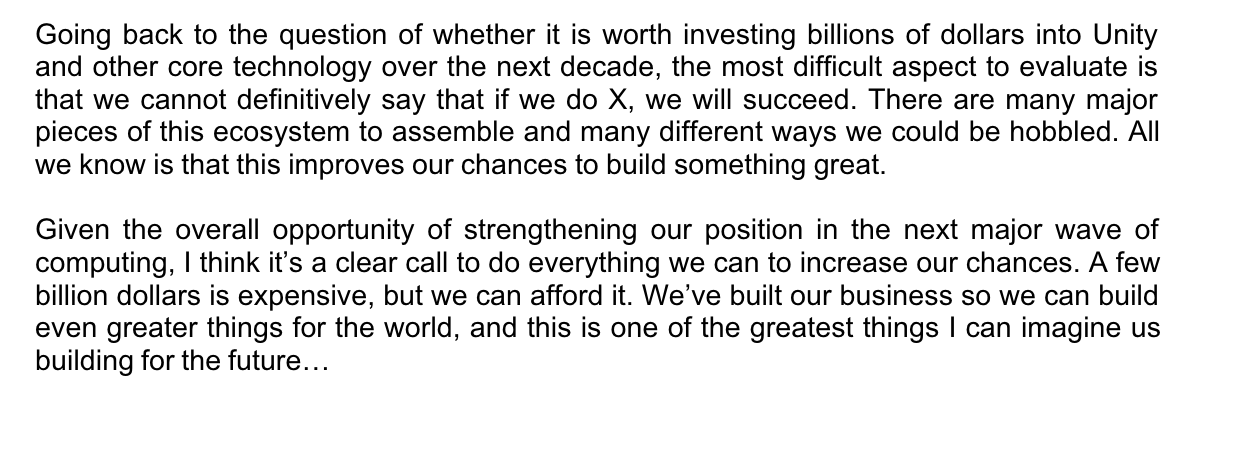 Going back to the question of whether it is worth investing billions of dollars into Unity
and other core technology over the next decade, the most difficult aspect to evaluate is
that we cannot definitively say that if we do X, we will succeed. There are many major
pieces of this ecosystem to assemble and many different ways we could be hobbled. All
we know is that this improves our chances to build something great.

Given the overall opportunity of strengthening our position in the next major wave of
computing, I think it’s a clear call to do everything we can to increase our chances. A few
billion dollars is expensive, but we can afford it. We’ve built our business so we can build
even greater things for the world, and this is one of the greatest things I can imagine us
building for the future…